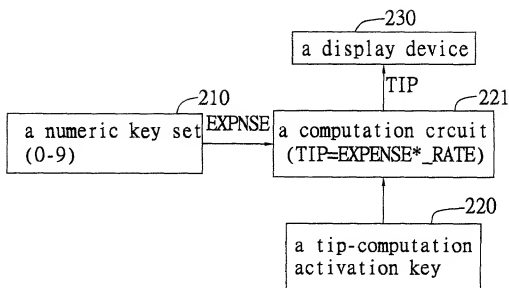 230
a display device
TIP
210
221
a numeric key set
(0-9)
EXPNSE
a computation crcuit
(TIP=EXPENSE*_RATE)
220
a tip-computation
activation key